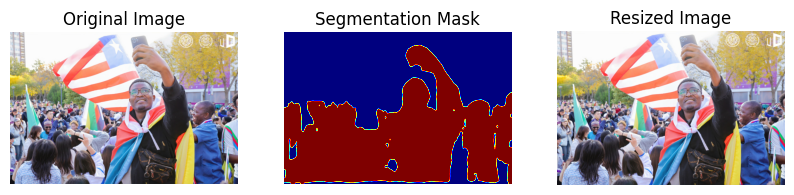 Original Image
Segmentation Mask
Resized Image